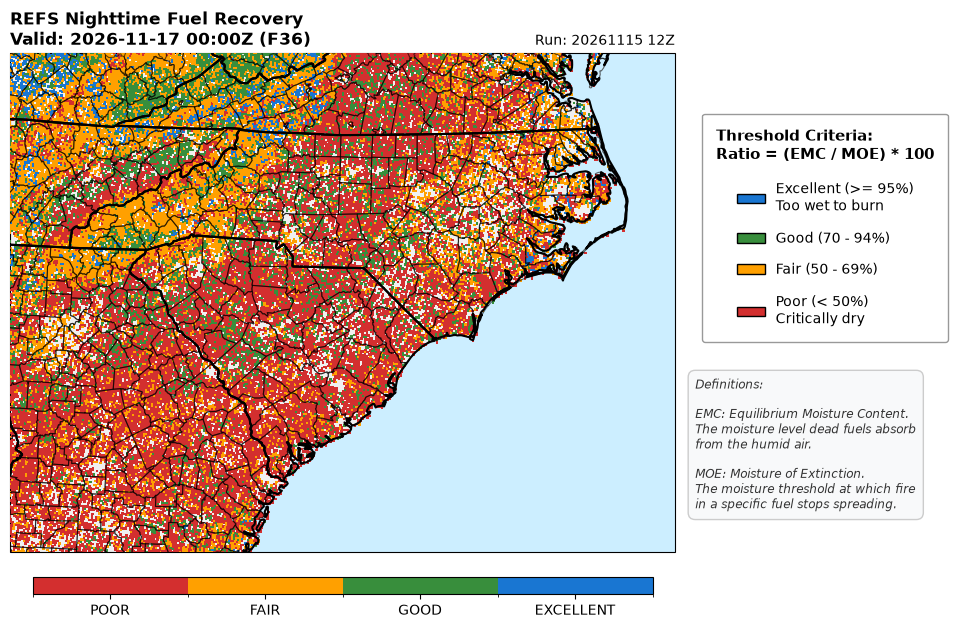 REFS Nighttime Fuel Recovery
Valid: 2026-11-17 00:00Z (F36)
Run: 20261115 12Z
Threshold Criteria:
Ratio = (EMC / MOE) * 100
Excellent (>= 95%)
Too wet to burn
Good (70 - 94%)
Fair (50 - 69%)
Poor (< 50%)
Critically dry
Definitions:
EMC: Equilibrium Moisture Content.
The moisture level dead fuels absorb
from the humid air.
MOE: Moisture of Extinction.
The moisture threshold at which fire
in a specific fuel stops spreading.
POOR FAIR GOOD EXCELLENT